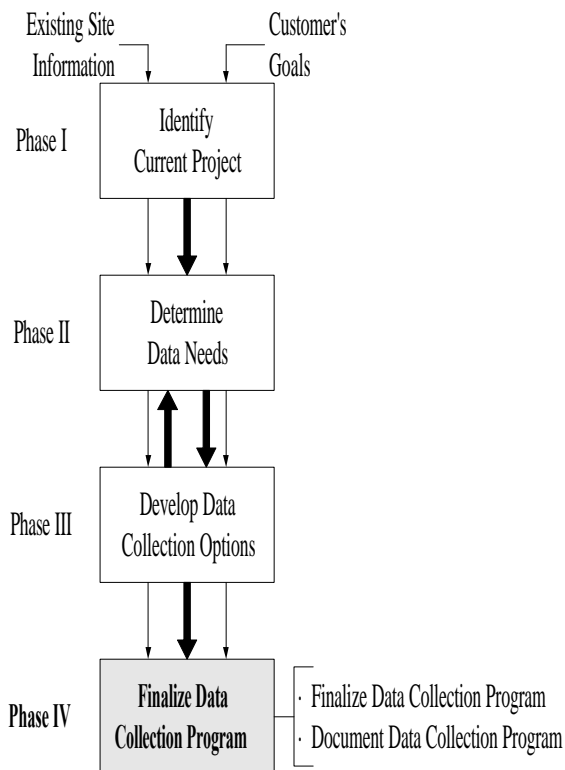 Existing Site
Information
Customer's
Goals
Phase I
Identify
Current Project
Phase II
Determine
Data Needs
Phase III
Develop Data
Collection Options
Phase IV
Finalize Data
Collection Program
· Finalize Data Collection Program
· Document Data Collection Program